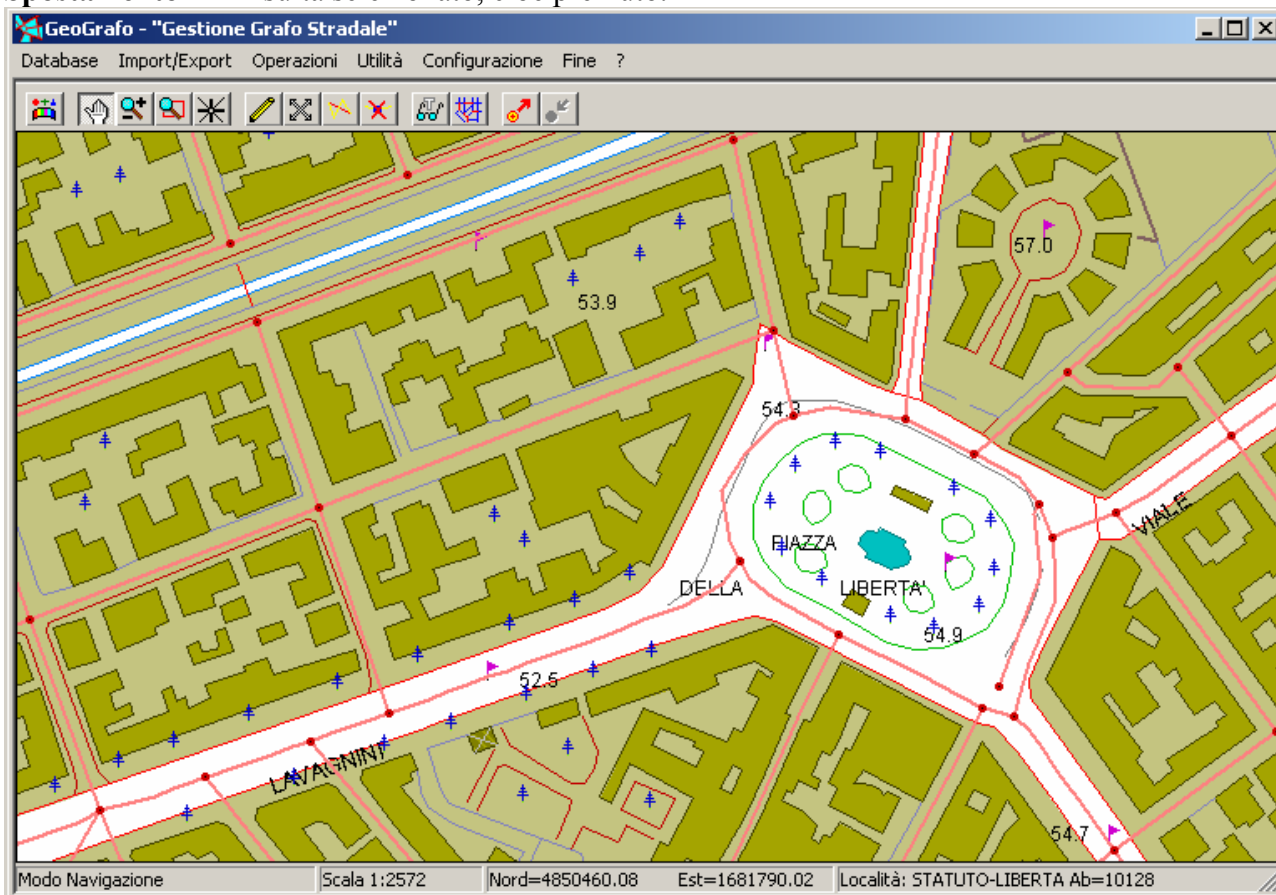 GeoGrafo - "Gestione Grafo Stradale"
Database Import/Export Operazioni Utilità Configurazione Fine ?
57.0
53.9
54.3
VIALE
PIAZZA
DELLA LIBERTA'
54.9
52.5
LAVAGNINI
54.7
Modo Navigazione Scala 1:2572 Nord=4850460.08 Est=1681790.02 Località: STATUTO-LIBERTA Ab=10128